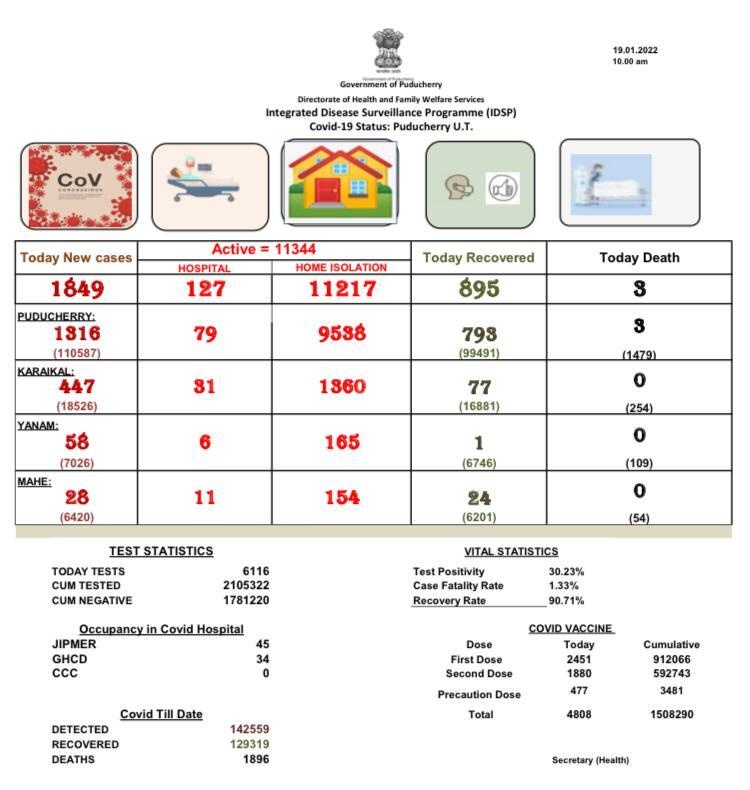 19.01.2022
10.00 am
Government of Puducherry
Government of Puducherry
Directorate of Health and Family Welfare Services
Integrated Disease Surveillance Programme (IDSP)
Covid-19 Status: Puducherry U.T.
CoV
CORONAVIRUS
Today New cases
Active = 11344
HOSPITAL HOME ISOLATION
Today Recovered
Today Death
1849 127 11217 895 3
PUDUCHERRY:
1316 79 9538 793 3
(110587) (99491) (1479)
KARAIKAL:
447 31 1360 77 0
(18526) (16881) (254)
YANAM:
58 6 165 1 0
(7026) (6746) (109)
MAHE:
28 11 154 24 0
(6420) (6201) (54)
TEST STATISTICS
TODAY TESTS 6116
CUM TESTED 2105322
CUM NEGATIVE 1781220
VITAL STATISTICS
Test Positivity 30.23%
Case Fatality Rate 1.33%
Recovery Rate 90.71%
Occupancy in Covid Hospital
JIPMER 45
GHCD 34
CCC 0
COVID VACCINE
Dose Today Cumulative
First Dose 2451 912066
Second Dose 1880 592743
Precaution Dose 477 3481
Total 4808 1508290
Covid Till Date
DETECTED 142559
RECOVERED 129319
DEATHS 1896
Secretary (Health)